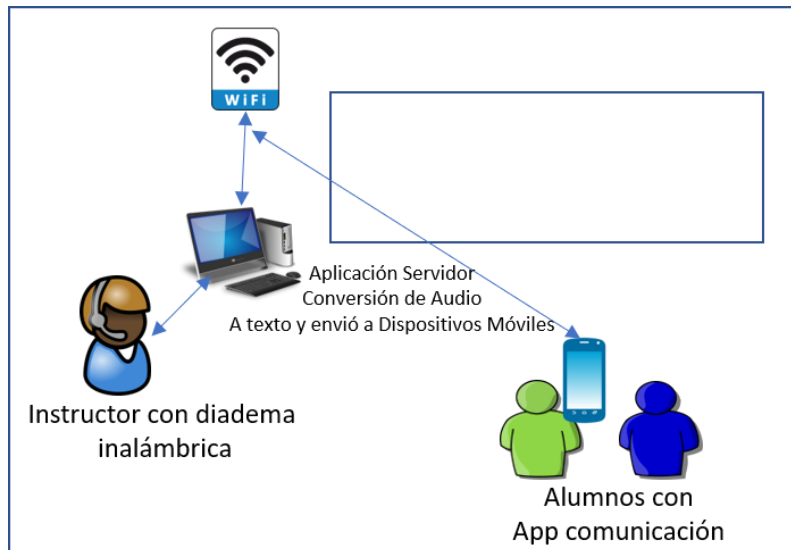 WiFi
Aplicación Servidor
Conversión de Audio
A texto y envió a Dispositivos Móviles
Instructor con diadema
inalámbrica
Alumnos con
App comunicación